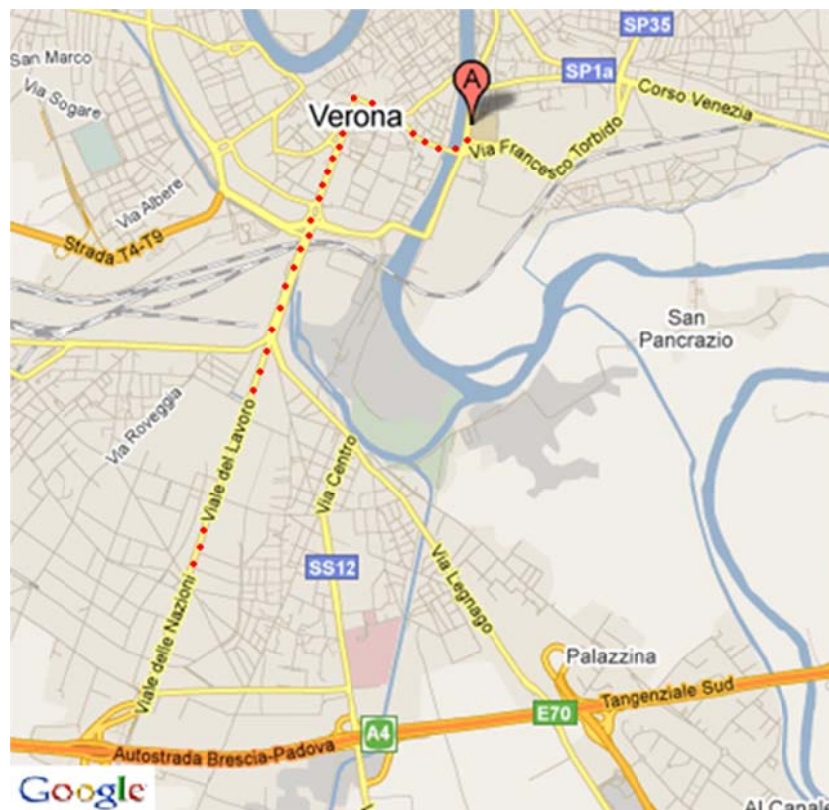 SP35
San Marco
SP1a
A
Via Sogare
Corso Venezia
Verona
Via Francesco Torbido
Via Albere
Strada T4-T9
San
Pancrazio
Via Roveggia
Viale del Lavoro
Via Centro
Via Legnago
SS12
Viale delle Nazioni
Palazzina
Tangenziale Sud
E70
A4
Autostrada Brescia-Padova
Google